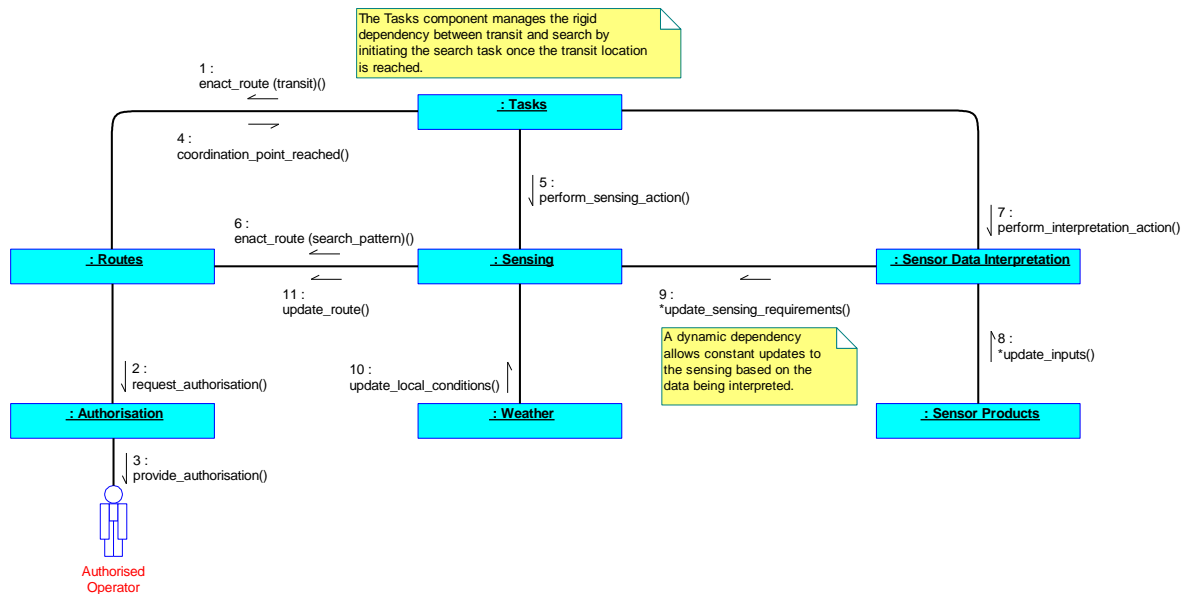 The Tasks component manages the rigid
dependency between transit and search by
initiating the search task once the transit location
is reached.
1 :
enact_route (transit)()
: Tasks
4 :
coordination_point_reached()
5 :
perform_sensing_action()
6 :
enact_route (search_pattern)()
7 :
perform_interpretation_action()
: Routes
: Sensing
: Sensor Data Interpretation
11 :
update_route()
9 :
*update_sensing_requirements()
A dynamic dependency
allows constant updates to
the sensing based on the
data being interpreted.
8 :
*update_inputs()
2 :
request_authorisation()
10 :
update_local_conditions()
: Authorisation
: Weather
: Sensor Products
3 :
provide_authorisation()
Authorised
Operator